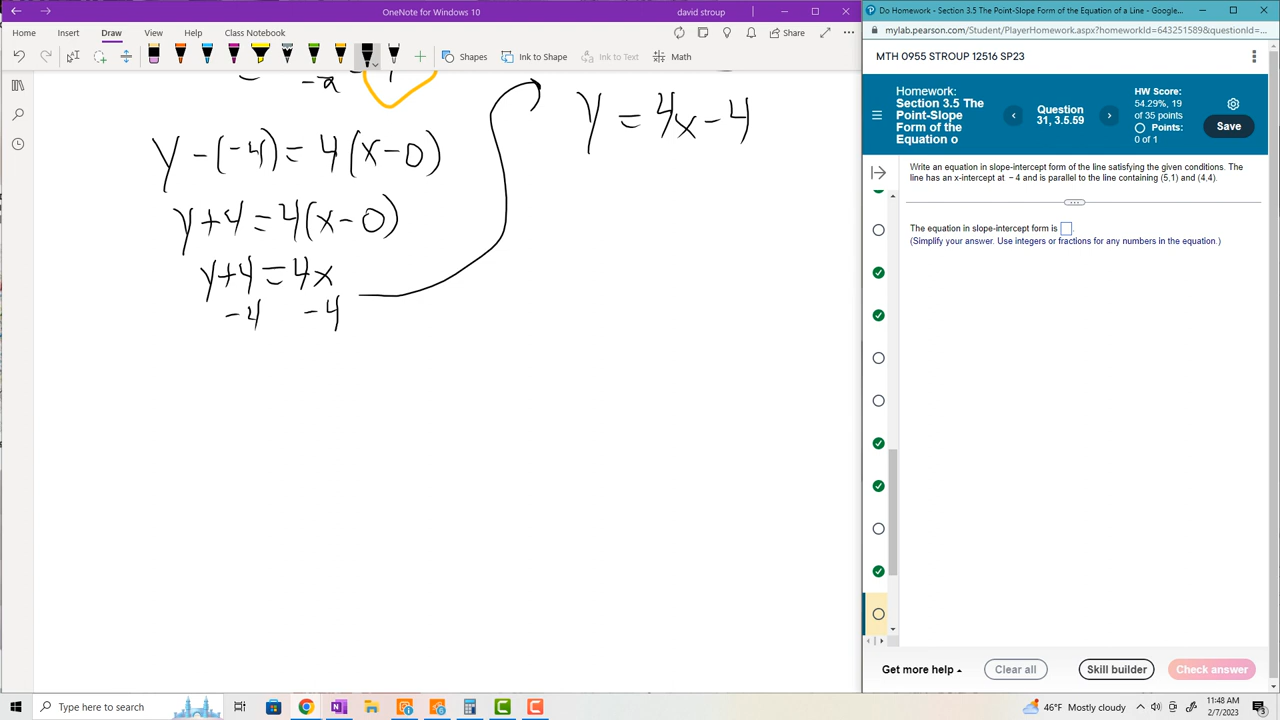 OneNote for Windows 10
david stroup
Home Insert Draw View Help Class Notebook
Share
Shapes Ink to Shape Ink to Text Math
y - (-4) = 4(x - 0)
y + 4 = 4(x - 0)
y + 4 = 4x
-4 -4
y = 4x - 4
Do Homework - Section 3.5 The Point-Slope Form of the Equation of a Line - Google...
mylab.pearson.com/Student/PlayerHomework.aspx?homeworkId=643251589&questionId=...
MTH 0955 STROUP 12516 SP23
Homework:
Section 3.5 The
Point-Slope
Form of the
Equation o
Question
31, 3.5.59
HW Score:
54.29%, 19
of 35 points
Points:
0 of 1
Save
Write an equation in slope-intercept form of the line satisfying the given conditions. The
line has an x-intercept at - 4 and is parallel to the line containing (5,1) and (4,4).
The equation in slope-intercept form is .
(Simplify your answer. Use integers or fractions for any numbers in the equation.)
Get more help Clear all Skill builder Check answer
Type here to search
46°F Mostly cloudy
11:48 AM
2/7/2023
3